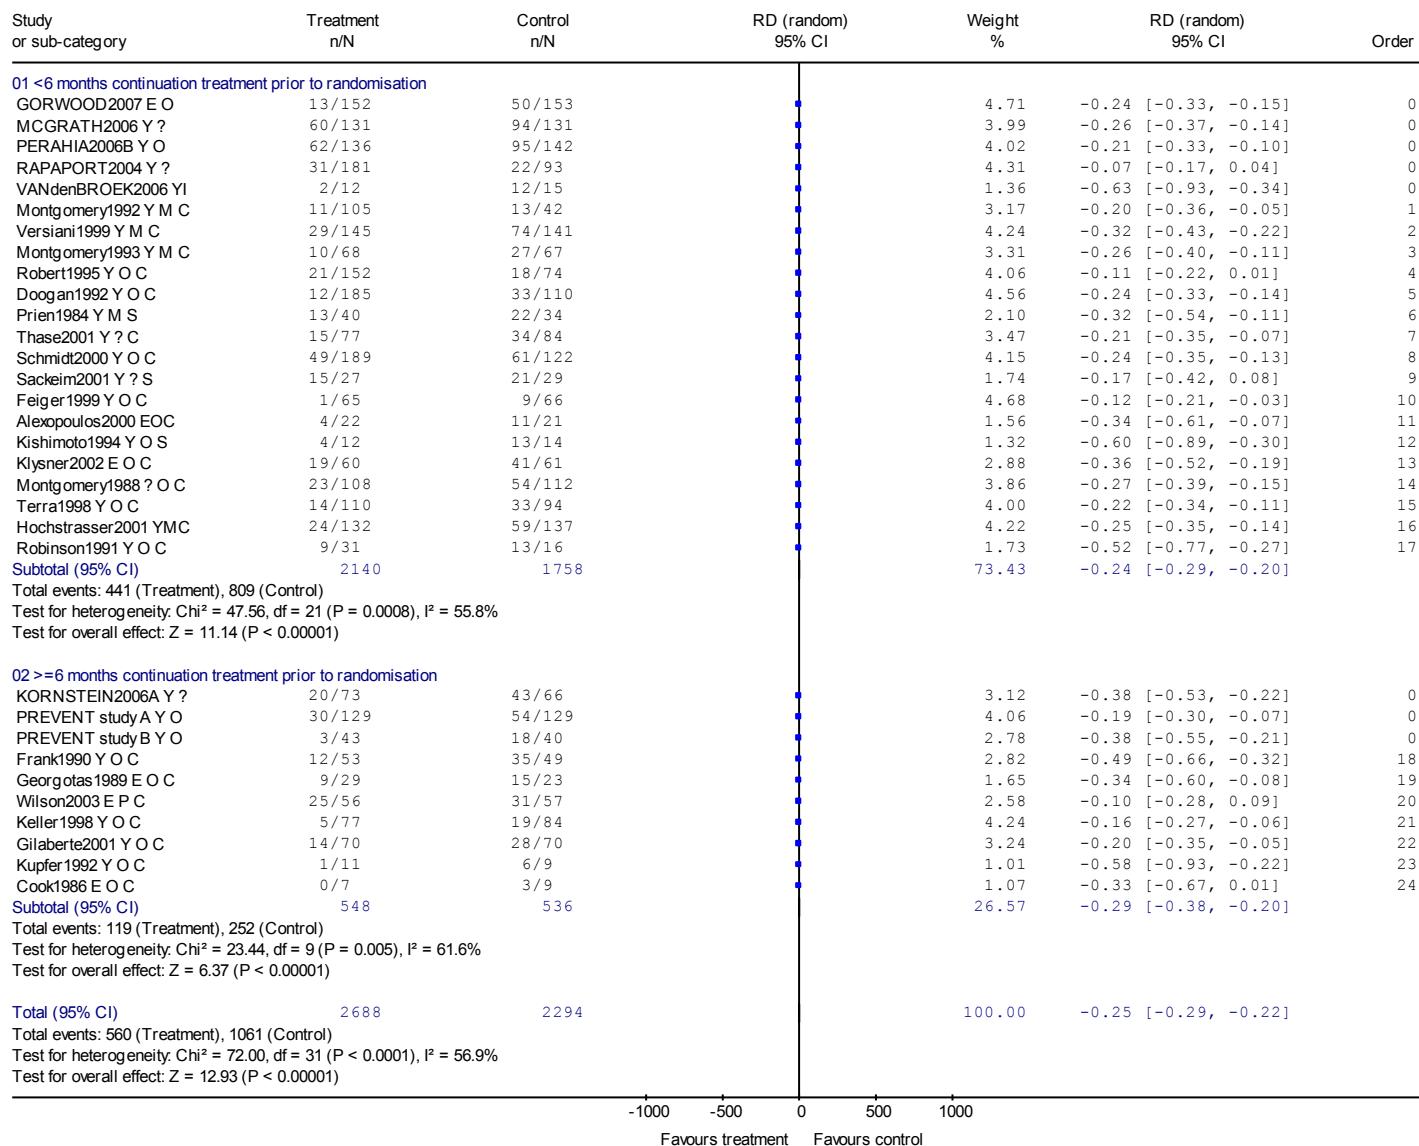 Study Treatment Control RD (random) Weight RD (random)
or sub-category n/N n/N 95% CI % 95% CI Order
01 <6 months continuation treatment prior to randomisation
GORWOOD2007 E O 13/152 50/153 4.71 -0.24 [-0.33, -0.15] 0
MCGRATH2006 Y ? 60/131 94/131 3.99 -0.26 [-0.37, -0.14] 0
PERAHIA2006B Y O 62/136 95/142 4.02 -0.21 [-0.33, -0.10] 0
RAPAPORT2004 Y ? 31/181 22/93 4.31 -0.07 [-0.17, 0.04] 0
VANdenBROEK2006 YI 2/12 12/15 1.36 -0.63 [-0.93, -0.34] 0
Montgomery1992 Y M C 11/105 13/42 3.17 -0.20 [-0.36, -0.05] 1
Versiani1999 Y M C 29/145 74/141 4.24 -0.32 [-0.43, -0.22] 2
Montgomery1993 Y M C 10/68 27/67 3.31 -0.26 [-0.40, -0.11] 3
Robert1995 Y O C 21/152 18/74 4.06 -0.11 [-0.22, 0.01] 4
Doogan1992 Y O C 12/185 33/110 4.56 -0.24 [-0.33, -0.14] 5
Prien1984 Y M S 13/40 22/34 2.10 -0.32 [-0.54, -0.11] 6
Thase2001 Y ? C 15/77 34/84 3.47 -0.21 [-0.35, -0.07] 7
Schmidt2000 Y O C 49/189 61/122 4.15 -0.24 [-0.35, -0.13] 8
Sackeim2001 Y ? S 15/27 21/29 1.74 -0.17 [-0.42, 0.08] 9
Feiger1999 Y O C 1/65 9/66 4.68 -0.12 [-0.21, -0.03] 10
Alexopoulos2000 EOC 4/22 11/21 1.56 -0.34 [-0.61, -0.07] 11
Kishimoto1994 Y O S 4/12 13/14 1.32 -0.60 [-0.89, -0.30] 12
Klysner2002 E O C 19/60 41/61 2.88 -0.36 [-0.52, -0.19] 13
Montgomery1988 ? O C 23/108 54/112 3.86 -0.27 [-0.39, -0.15] 14
Terra1998 Y O C 14/110 33/94 4.00 -0.22 [-0.34, -0.11] 15
Hochstrasser2001 YMC 24/132 59/137 4.22 -0.25 [-0.35, -0.14] 16
Robinson1991 Y O C 9/31 13/16 1.73 -0.52 [-0.77, -0.27] 17
Subtotal (95% CI) 2140 1758 73.43 -0.24 [-0.29, -0.20]
Total events: 441 (Treatment), 809 (Control)
Test for heterogeneity: Chi² = 47.56, df = 21 (P = 0.0008), I² = 55.8%
Test for overall effect: Z = 11.14 (P < 0.00001)
02 >=6 months continuation treatment prior to randomisation
KORNSTEIN2006A Y ? 20/73 43/66 3.12 -0.38 [-0.53, -0.22] 0
PREVENT study A Y O 30/129 54/129 4.06 -0.19 [-0.30, -0.07] 0
PREVENT study B Y O 3/43 18/40 2.78 -0.38 [-0.55, -0.21] 0
Frank1990 Y O C 12/53 35/49 2.82 -0.49 [-0.66, -0.32] 18
Georgotas1989 E O C 9/29 15/23 1.65 -0.34 [-0.60, -0.08] 19
Wilson2003 E P C 25/56 31/57 2.58 -0.10 [-0.28, 0.09] 20
Keller1998 Y O C 5/77 19/84 4.24 -0.16 [-0.27, -0.06] 21
Gilaberte2001 Y O C 14/70 28/70 3.24 -0.20 [-0.35, -0.05] 22
Kupfer1992 Y O C 1/11 6/9 1.01 -0.58 [-0.93, -0.22] 23
Cook1986 E O C 0/7 3/9 1.07 -0.33 [-0.67, 0.01] 24
Subtotal (95% CI) 548 536 26.57 -0.29 [-0.38, -0.20]
Total events: 119 (Treatment), 252 (Control)
Test for heterogeneity: Chi² = 23.44, df = 9 (P = 0.005), I² = 61.6%
Test for overall effect: Z = 6.37 (P < 0.00001)
Total (95% CI) 2688 2294 100.00 -0.25 [-0.29, -0.22]
Total events: 560 (Treatment), 1061 (Control)
Test for heterogeneity: Chi² = 72.00, df = 31 (P < 0.0001), I² = 56.9%
Test for overall effect: Z = 12.93 (P < 0.00001)
-1000 -500 0 500 1000
Favours treatment Favours control